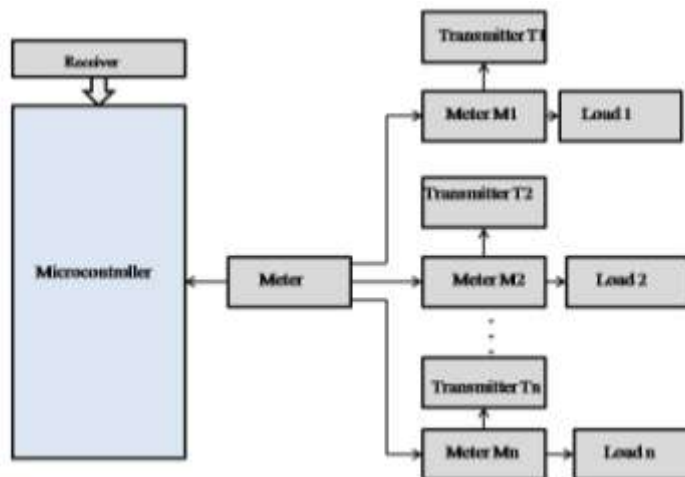 Transmitter T1
Receiver
Meter M1
Load 1
Transmitter T2
Microcontroller
Meter
Meter M2
Load 2
Transmitter Tn
Meter Mn
Load n